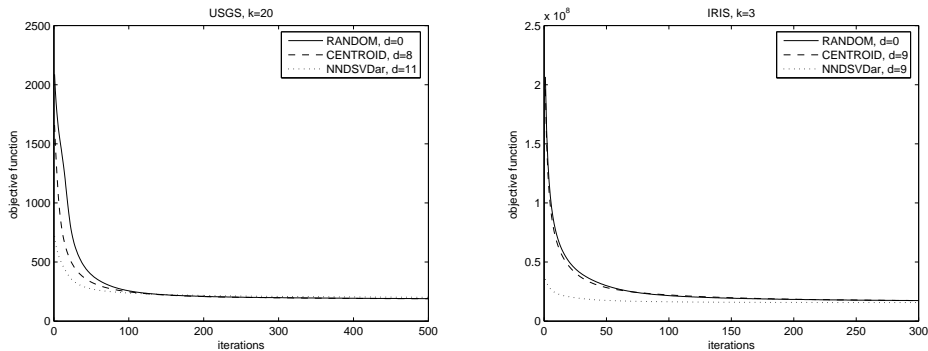 USGS, k=20
RANDOM, d=0
CENTROID, d=8
NNDSVDar, d=11
objective function
2500
2000
1500
1000
500
0
0 100 200 300 400 500
iterations
IRIS, k=3
x 10^8
RANDOM, d=0
CENTROID, d=9
NNDSVDar, d=9
objective function
2.5
2
1.5
1
0.5
0
0 50 100 150 200 250 300
iterations